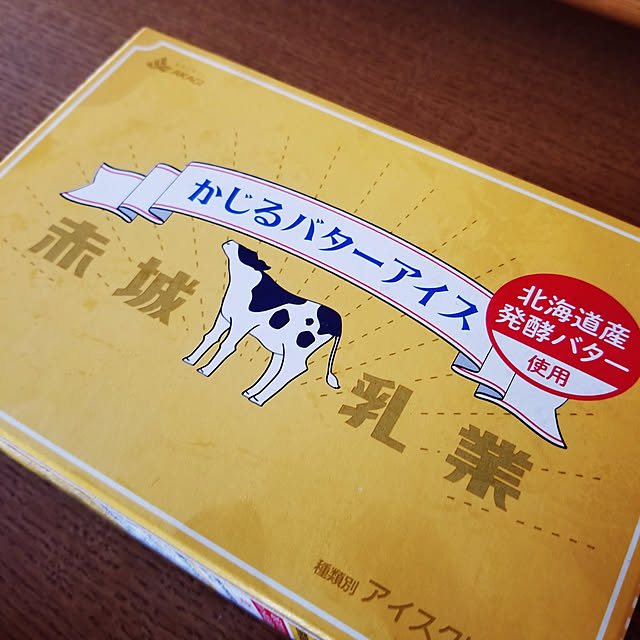 AKAGI
かじるバターアイス
北海道産
発酵バター
使用
赤城
乳業
種類別 アイスク